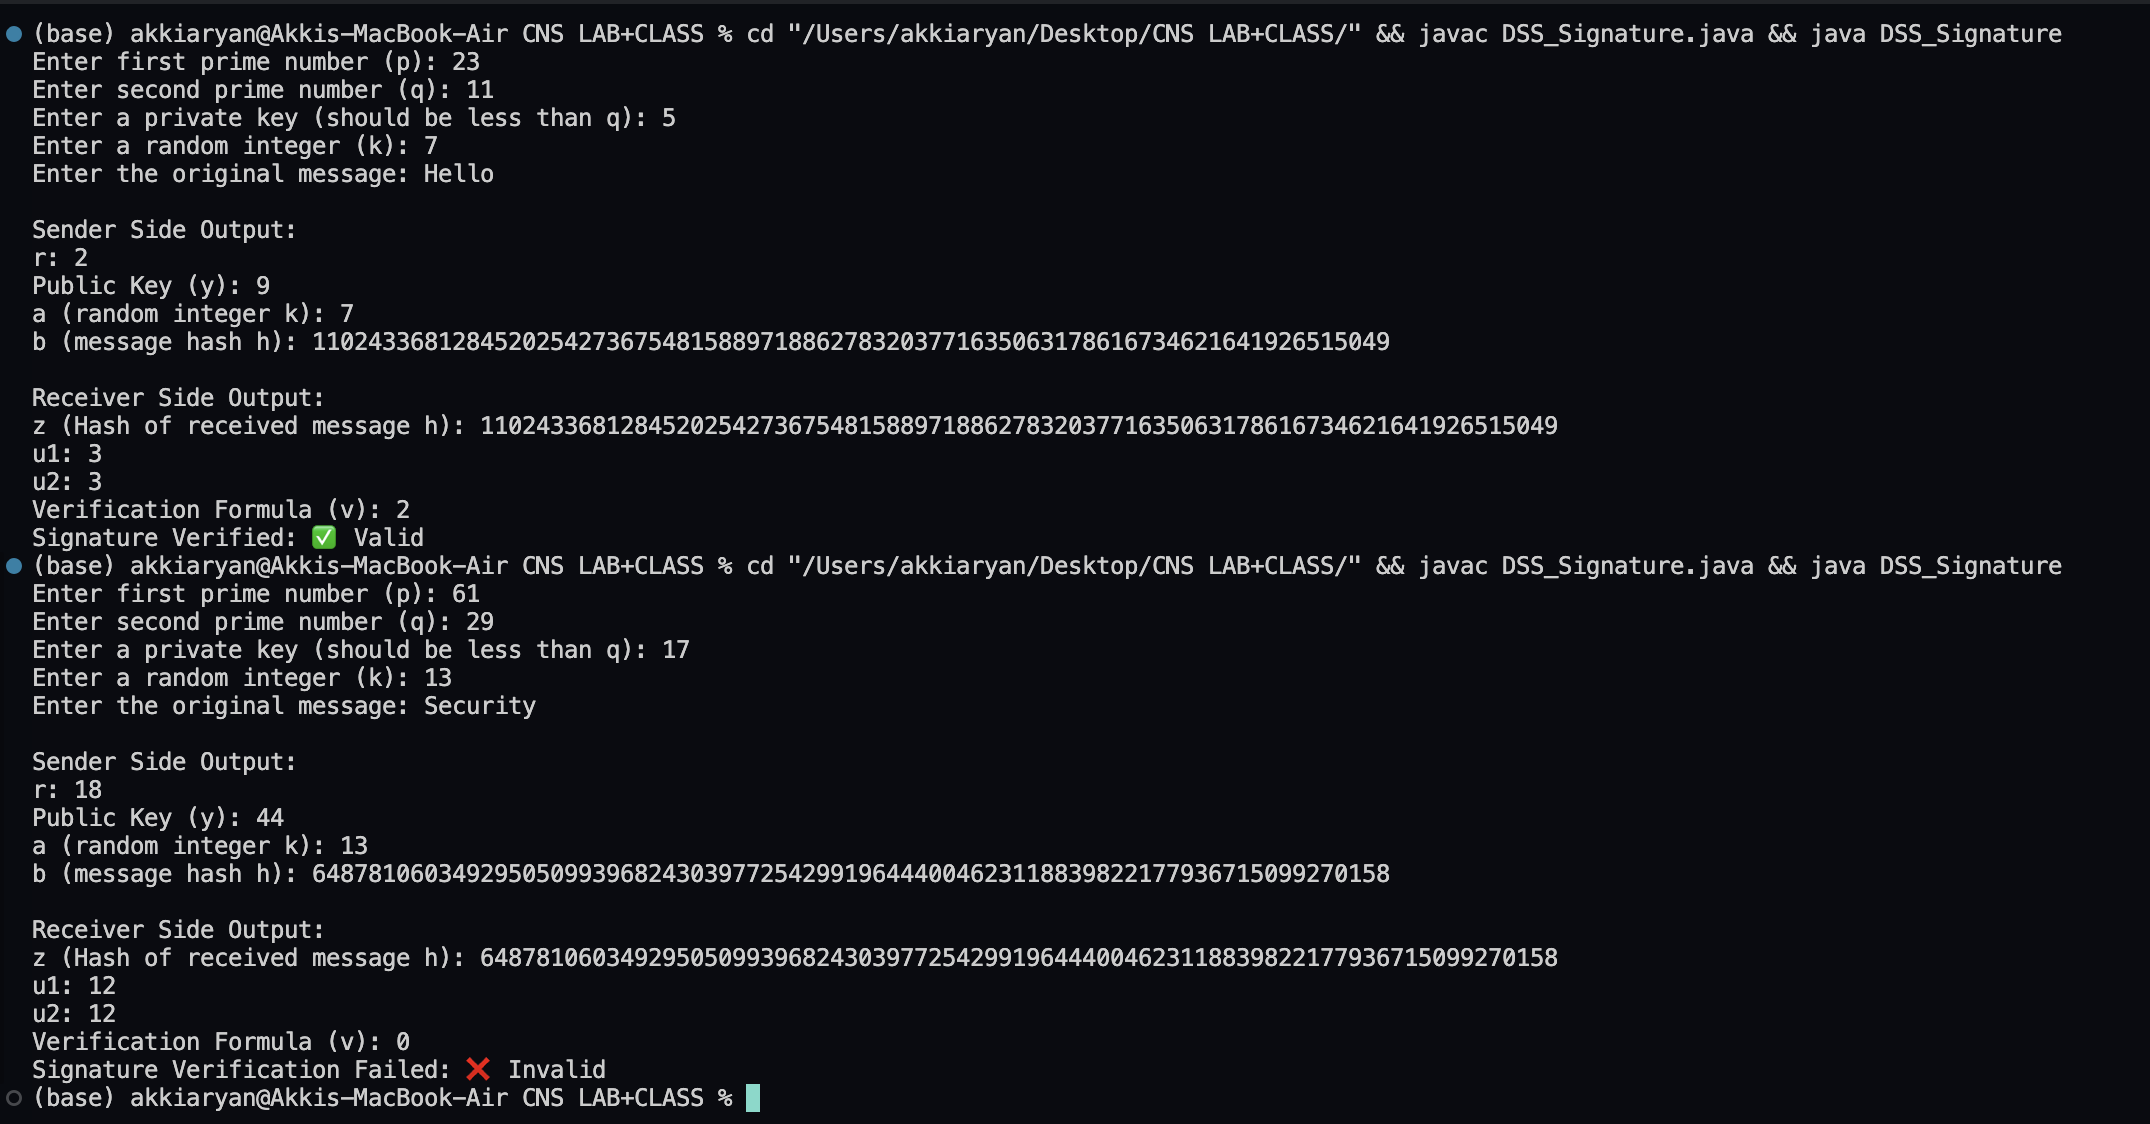 (base) akkiaryan@Akkis-MacBook-Air CNS LAB+CLASS % cd "/Users/akkiaryan/Desktop/CNS LAB+CLASS/" && javac DSS_Signature.java && java DSS_Signature
Enter first prime number (p): 23
Enter second prime number (q): 11
Enter a private key (should be less than q): 5
Enter a random integer (k): 7
Enter the original message: Hello
Sender Side Output:
r: 2
Public Key (y): 9
a (random integer k): 7
b (message hash h): 11024336812845202542736754815889718862783203771635063178616734621641926515049
Receiver Side Output:
z (Hash of received message h): 11024336812845202542736754815889718862783203771635063178616734621641926515049
u1: 3
u2: 3
Verification Formula (v): 2
Signature Verified: ✅ Valid
(base) akkiaryan@Akkis-MacBook-Air CNS LAB+CLASS % cd "/Users/akkiaryan/Desktop/CNS LAB+CLASS/" && javac DSS_Signature.java && java DSS_Signature
Enter first prime number (p): 61
Enter second prime number (q): 29
Enter a private key (should be less than q): 17
Enter a random integer (k): 13
Enter the original message: Security
Sender Side Output:
r: 18
Public Key (y): 44
a (random integer k): 13
b (message hash h): 64878106034929505099396824303977254299196444004623118839822177936715099270158
Receiver Side Output:
z (Hash of received message h): 64878106034929505099396824303977254299196444004623118839822177936715099270158
u1: 12
u2: 12
Verification Formula (v): 0
Signature Verification Failed: ❌ Invalid
(base) akkiaryan@Akkis-MacBook-Air CNS LAB+CLASS %